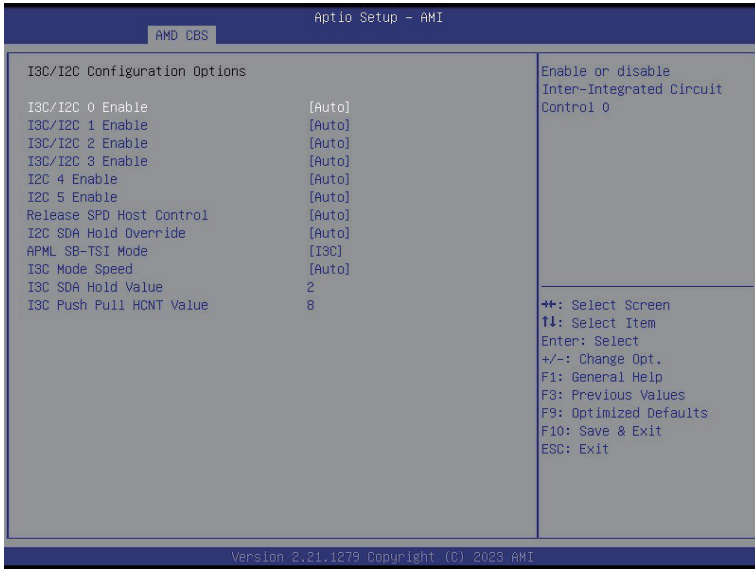 Aptio Setup – AMI
AMD CBS
I3C/I2C Configuration Options
I3C/I2C 0 Enable [Auto]
I3C/I2C 1 Enable [Auto]
I3C/I2C 2 Enable [Auto]
I3C/I2C 3 Enable [Auto]
I2C 4 Enable [Auto]
I2C 5 Enable [Auto]
Release SPD Host Control [Auto]
I2C SDA Hold Override [Auto]
APML SB-TSI Mode [I3C]
I3C Mode Speed [Auto]
I3C SDA Hold Value 2
I3C Push Pull HCNT Value 8
Enable or disable
Inter-Integrated Circuit
Control 0
→←: Select Screen
↑↓: Select Item
Enter: Select
+/-: Change Opt.
F1: General Help
F3: Previous Values
F9: Optimized Defaults
F10: Save & Exit
ESC: Exit
Version 2.21.1279 Copyright (C) 2023 AMI